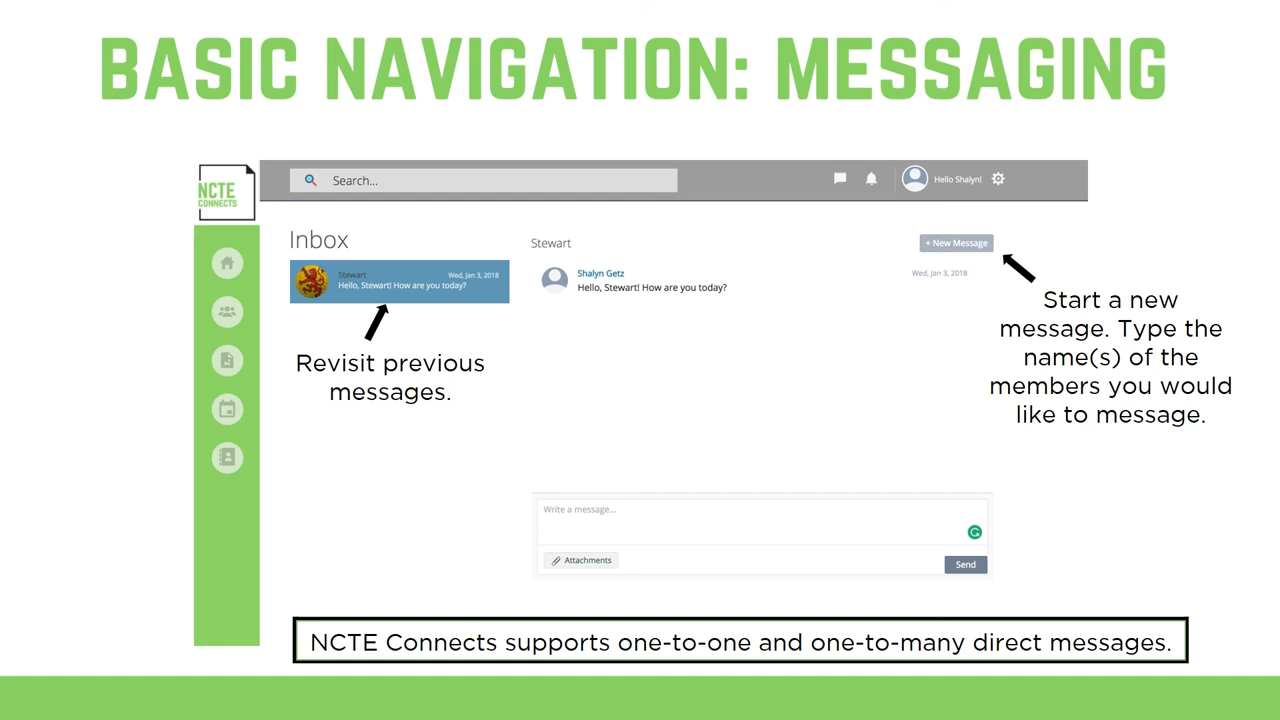 BASIC NAVIGATION: MESSAGING
NCTE
CONNECTS
Search...
Hello Shalyn!
Inbox
Stewart
Wed, Jan 3, 2018
Hello, Stewart! How are you today?
Revisit previous
messages.
Stewart
+ New Message
Shalyn Getz
Wed, Jan 3, 2018
Hello, Stewart! How are you today?
Start a new
message. Type the
name(s) of the
members you would
like to message.
Write a message...
Attachments
Send
NCTE Connects supports one-to-one and one-to-many direct messages.